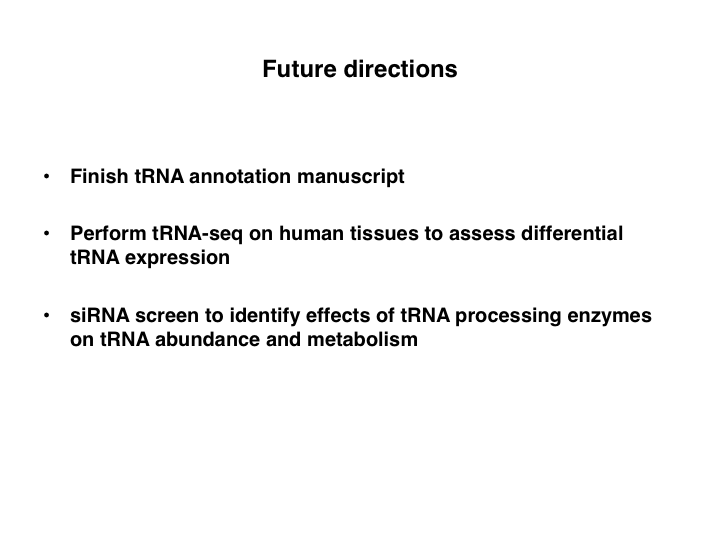 Future directions
• Finish tRNA annotation manuscript
• Perform tRNA-seq on human tissues to assess differential
tRNA expression
• siRNA screen to identify effects of tRNA processing enzymes
on tRNA abundance and metabolism